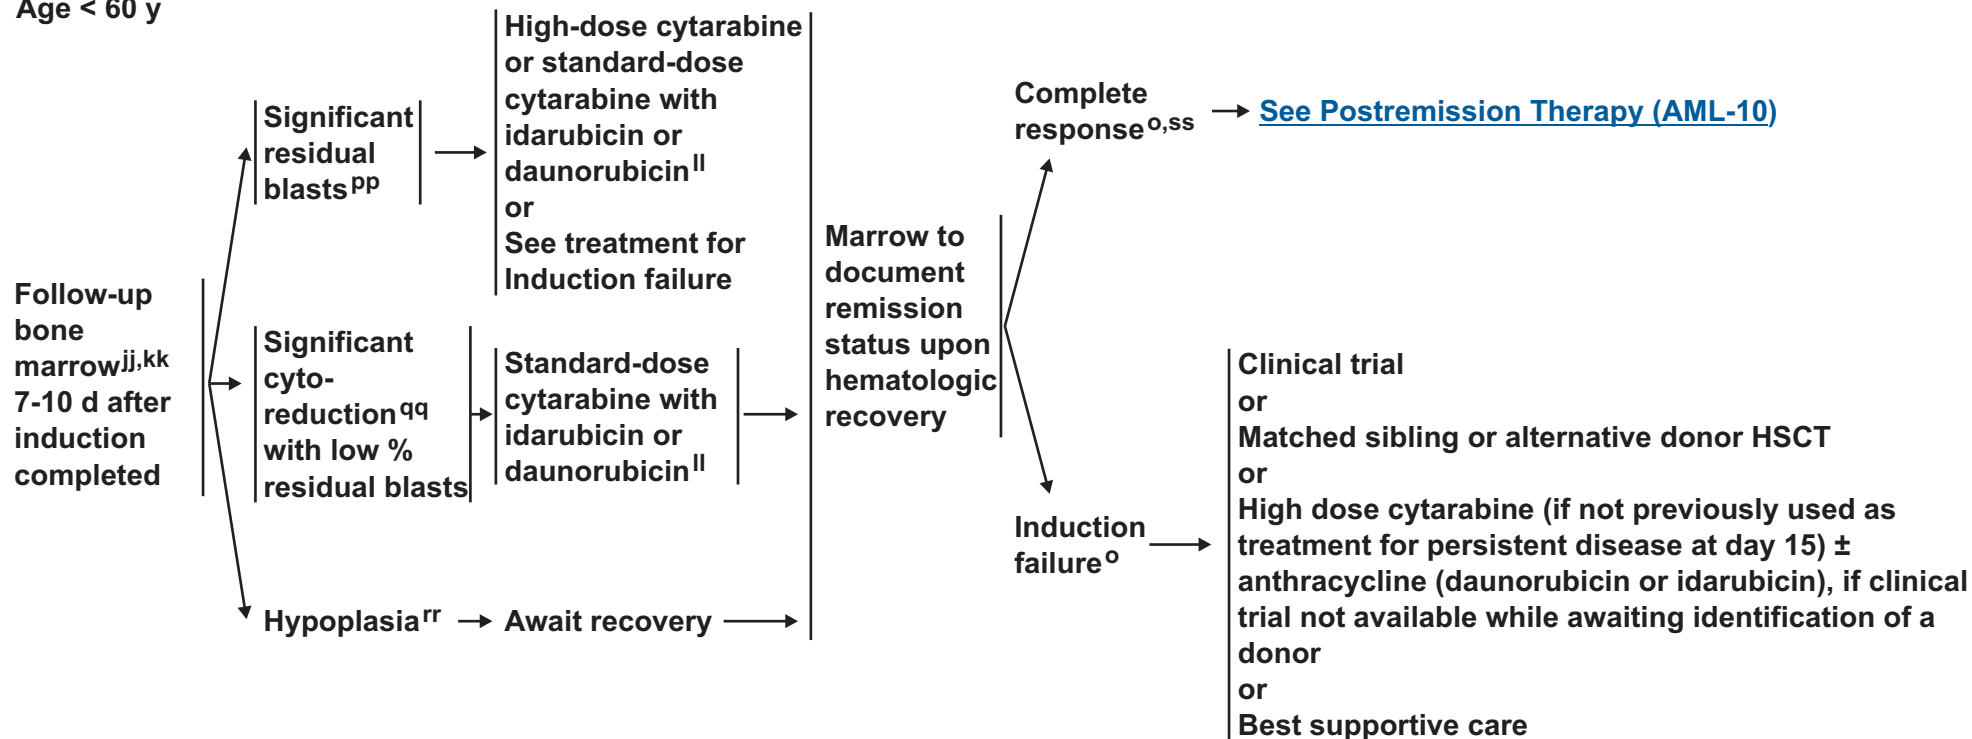 Age < 60 y
Follow-up
bone
marrow jj,kk
7-10 d after
induction
completed
Significant
residual
blasts pp
High-dose cytarabine
or standard-dose
cytarabine with
idarubicin or
daunorubicin ll
or
See treatment for
Induction failure
Significant
cyto-
reduction qq
with low %
residual blasts
Standard-dose
cytarabine with
idarubicin or
daunorubicin ll
Hypoplasia rr
Await recovery
Marrow to
document
remission
status upon
hematologic
recovery
Complete
response o,ss
See Postremission Therapy (AML-10)
Induction
failure o
Clinical trial
or
Matched sibling or alternative donor HSCT
or
High dose cytarabine (if not previously used as
treatment for persistent disease at day 15) ±
anthracycline (daunorubicin or idarubicin), if clinical
trial not available while awaiting identification of a
donor
or
Best supportive care